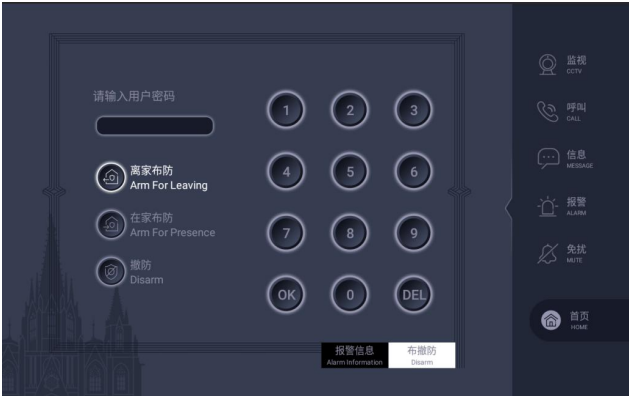 请输入用户密码
离家布防
Arm For Leaving
在家布防
Arm For Presence
撤防
Disarm
1 2 3
4 5 6
7 8 9
OK 0 DEL
报警信息
Alarm Information
布撤防
Disarm
监视
CCTV
呼叫
CALL
信息
MESSAGE
报警
ALARM
免扰
MUTE
首页
HOME